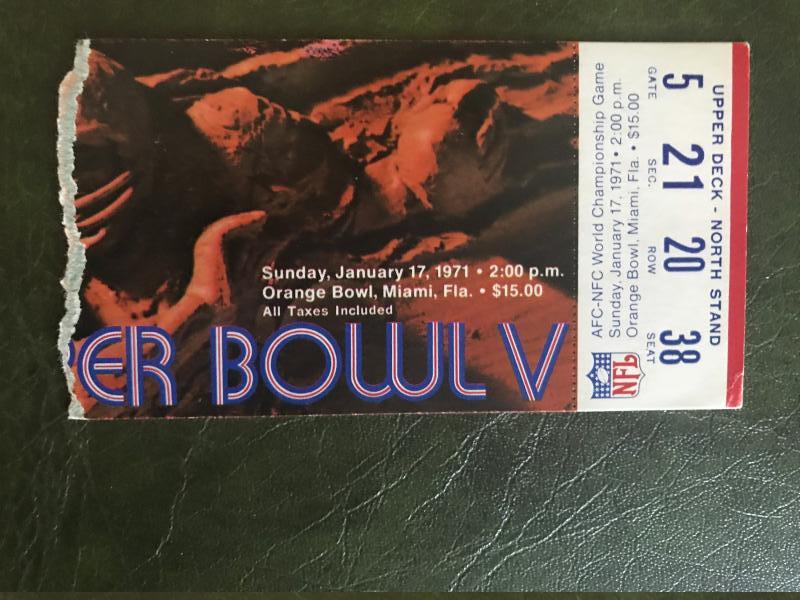 Sunday, January 17, 1971 • 2:00 p.m.
Orange Bowl, Miami, Fla. • $15.00
All Taxes Included
PER BOWL V
AFC-NFC World Championship Game
Sunday, January 17, 1971 • 2:00 p.m.
Orange Bowl, Miami, Fla. • $15.00
GATE SEC. ROW SEAT
5 21 20 38
UPPER DECK - NORTH STAND
NFL